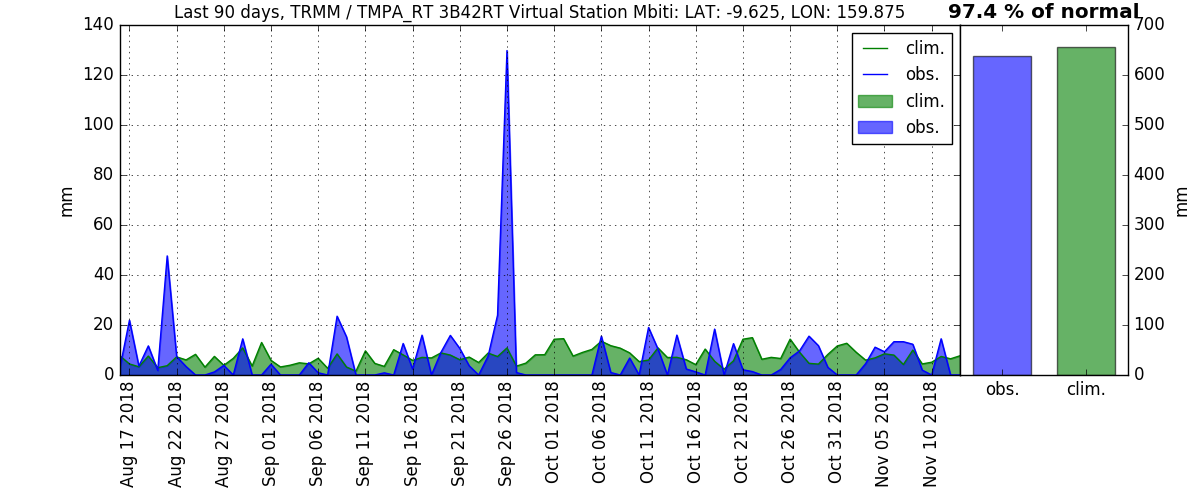 Last 90 days, TRMM / TMPA_RT 3B42RT Virtual Station Mbiti: LAT: -9.625, LON: 159.875
97.4 % of normal
140
120
100
80
60
40
20
0
mm
clim.
obs.
clim.
obs.
700
600
500
400
300
200
100
0
mm
obs.
clim.
Aug 17 2018
Aug 22 2018
Aug 27 2018
Sep 01 2018
Sep 06 2018
Sep 11 2018
Sep 16 2018
Sep 21 2018
Sep 26 2018
Oct 01 2018
Oct 06 2018
Oct 11 2018
Oct 16 2018
Oct 21 2018
Oct 26 2018
Oct 31 2018
Nov 05 2018
Nov 10 2018